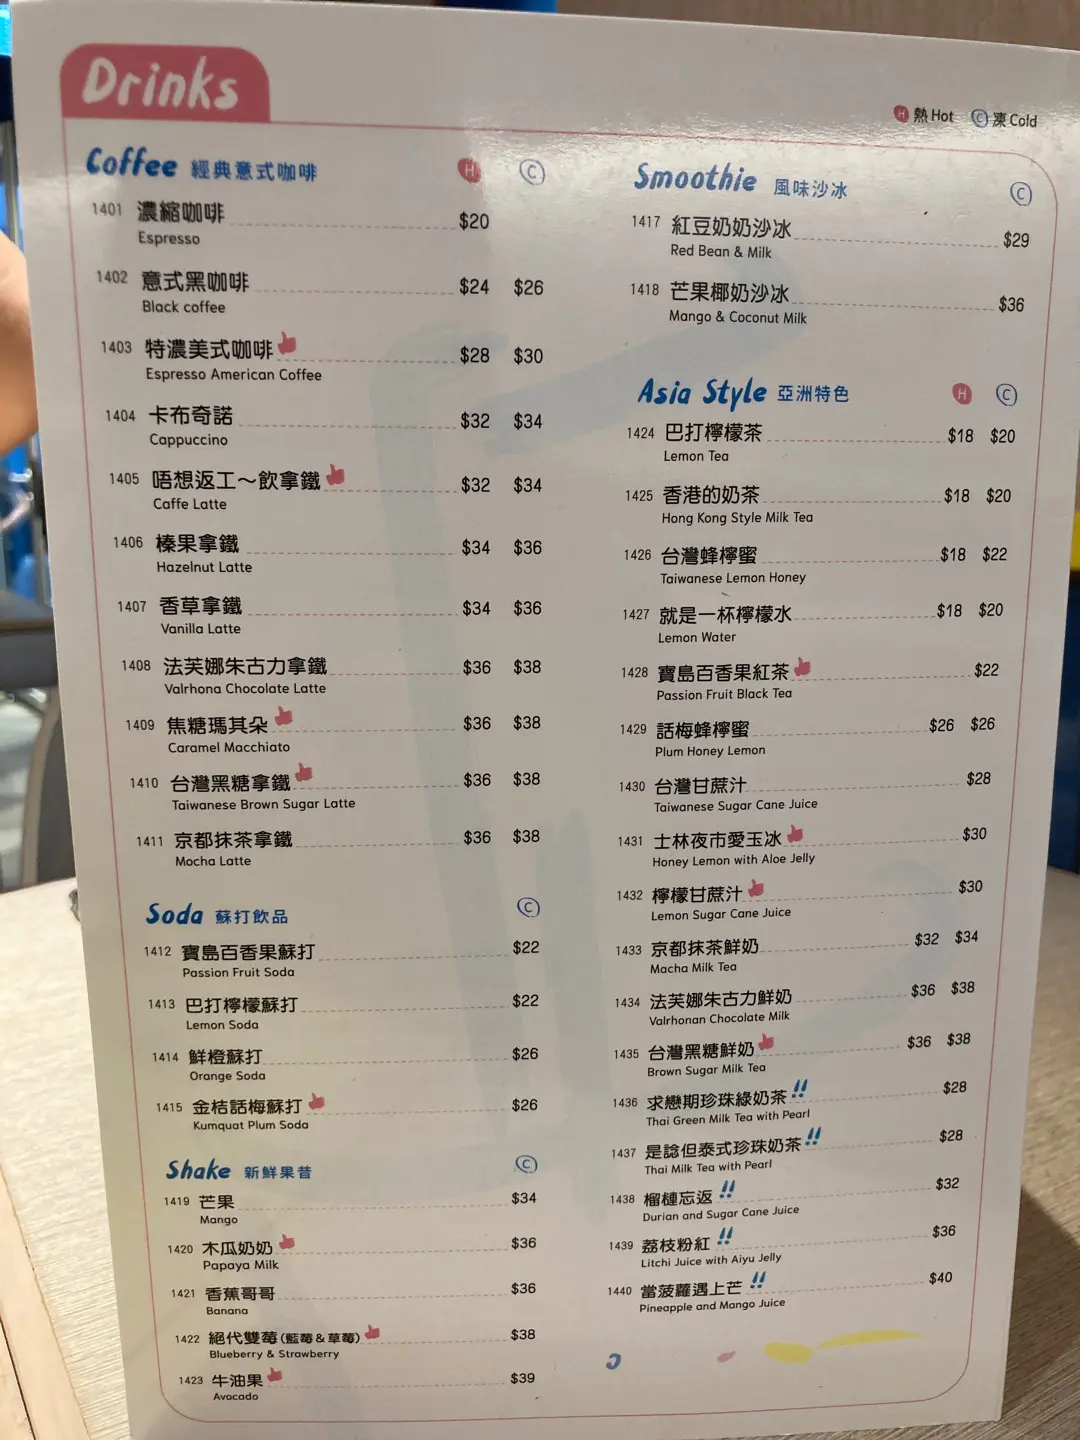 Drinks
H 熱 Hot C 凍 Cold
Coffee 經典意式咖啡 H C
1401 濃縮咖啡 $20
Espresso
1402 意式黑咖啡 $24 $26
Black coffee
1403 特濃美式咖啡 $28 $30
Espresso American Coffee
1404 卡布奇諾 $32 $34
Cappuccino
1405 唔想返工～飲拿鐵 $32 $34
Caffe Latte
1406 榛果拿鐵 $34 $36
Hazelnut Latte
1407 香草拿鐵 $34 $36
Vanilla Latte
1408 法芙娜朱古力拿鐵 $36 $38
Valrhona Chocolate Latte
1409 焦糖瑪其朵 $36 $38
Caramel Macchiato
1410 台灣黑糖拿鐵 $36 $38
Taiwanese Brown Sugar Latte
1411 京都抹茶拿鐵 $36 $38
Mocha Latte
Soda 蘇打飲品 C
1412 寶島百香果蘇打 $22
Passion Fruit Soda
1413 巴打檸檬蘇打 $22
Lemon Soda
1414 鮮橙蘇打 $26
Orange Soda
1415 金桔話梅蘇打 $26
Kumquat Plum Soda
Shake 新鮮果昔 C
1419 芒果 $34
Mango
1420 木瓜奶奶 $36
Papaya Milk
1421 香蕉哥哥 $36
Banana
1422 絕代雙莓(藍莓&草莓) $38
Blueberry & Strawberry
1423 牛油果 $39
Avocado
Smoothie 風味沙冰 C
1417 紅豆奶奶沙冰 $29
Red Bean & Milk
1418 芒果椰奶沙冰 $36
Mango & Coconut Milk
Asia Style 亞洲特色 H C
1424 巴打檸檬茶 $18 $20
Lemon Tea
1425 香港的奶茶 $18 $20
Hong Kong Style Milk Tea
1426 台灣蜂檸蜜 $18 $22
Taiwanese Lemon Honey
1427 就是一杯檸檬水 $18 $20
Lemon Water
1428 寶島百香果紅茶 $22
Passion Fruit Black Tea
1429 話梅蜂檸蜜 $26 $26
Plum Honey Lemon
1430 台灣甘蔗汁 $28
Taiwanese Sugar Cane Juice
1431 士林夜市愛玉冰 $30
Honey Lemon with Aloe Jelly
1432 檸檬甘蔗汁 $30
Lemon Sugar Cane Juice
1433 京都抹茶鮮奶 $32 $34
Macha Milk Tea
1434 法芙娜朱古力鮮奶 $36 $38
Valrhonan Chocolate Milk
1435 台灣黑糖鮮奶 $36 $38
Brown Sugar Milk Tea
1436 求戀期珍珠綠奶茶!! $28
Thai Green Milk Tea with Pearl
1437 是諗但泰式珍珠奶茶!! $28
Thai Milk Tea with Pearl
1438 榴槤忘返!! $32
Durian and Sugar Cane Juice
1439 荔枝粉紅!! $36
Litchi Juice with Aiyu Jelly
1440 當菠蘿遇上芒!! $40
Pineapple and Mango Juice